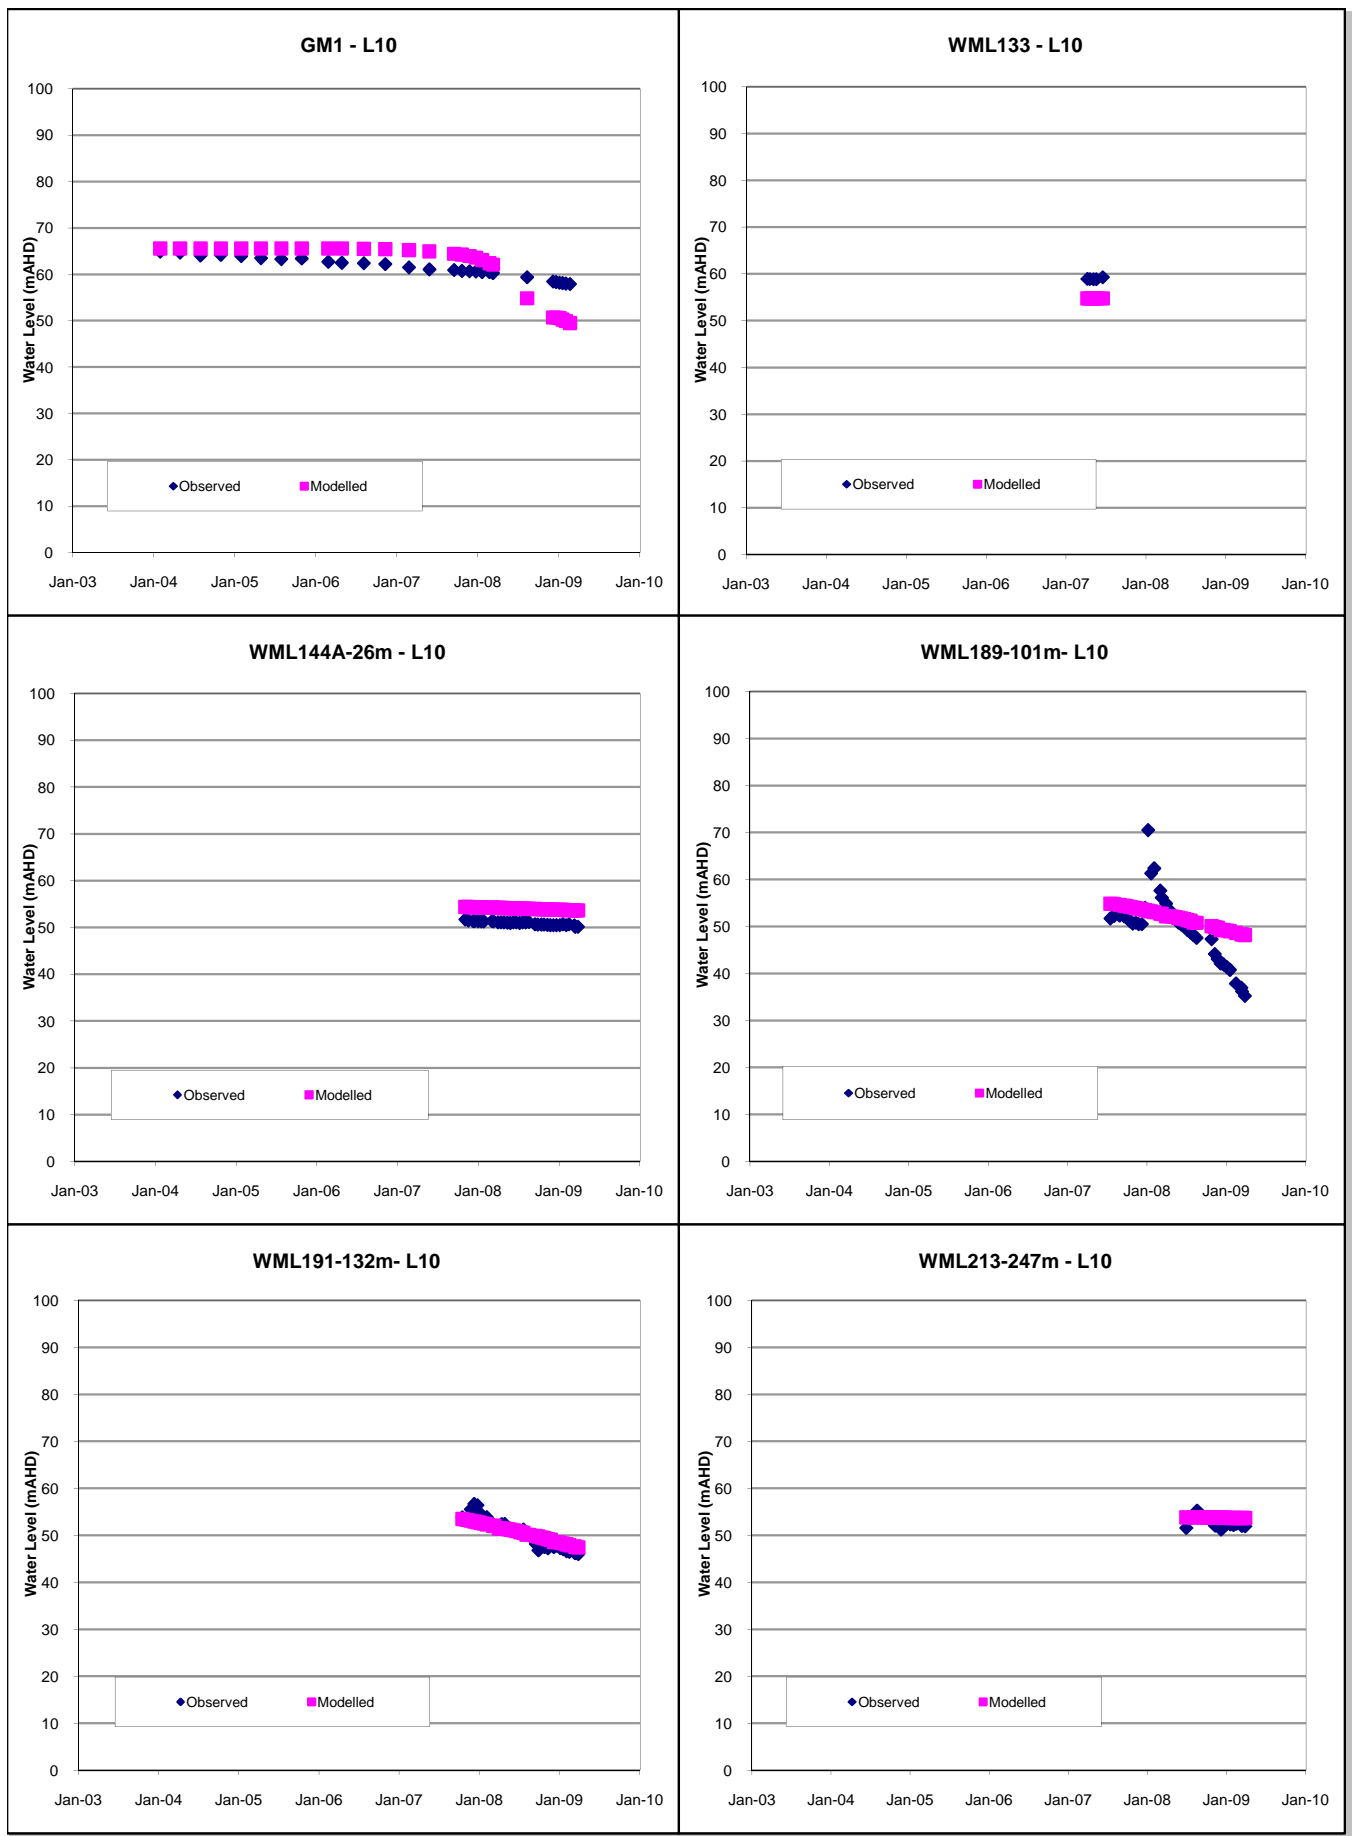 GM1 - L10
100
90
80
70
60
50
40
30
20
10
0
Water Level (mAHD)
Observed Modelled
Jan-03 Jan-04 Jan-05 Jan-06 Jan-07 Jan-08 Jan-09 Jan-10
WML133 - L10
100
90
80
70
60
50
40
30
20
10
0
Water Level (mAHD)
Observed Modelled
Jan-03 Jan-04 Jan-05 Jan-06 Jan-07 Jan-08 Jan-09 Jan-10
WML144A-26m - L10
100
90
80
70
60
50
40
30
20
10
0
Water Level (mAHD)
Observed Modelled
Jan-03 Jan-04 Jan-05 Jan-06 Jan-07 Jan-08 Jan-09 Jan-10
WML189-101m- L10
100
90
80
70
60
50
40
30
20
10
0
Water Level (mAHD)
Observed Modelled
Jan-03 Jan-04 Jan-05 Jan-06 Jan-07 Jan-08 Jan-09 Jan-10
WML191-132m- L10
100
90
80
70
60
50
40
30
20
10
0
Water Level (mAHD)
Observed Modelled
Jan-03 Jan-04 Jan-05 Jan-06 Jan-07 Jan-08 Jan-09 Jan-10
WML213-247m - L10
100
90
80
70
60
50
40
30
20
10
0
Water Level (mAHD)
Observed Modelled
Jan-03 Jan-04 Jan-05 Jan-06 Jan-07 Jan-08 Jan-09 Jan-10